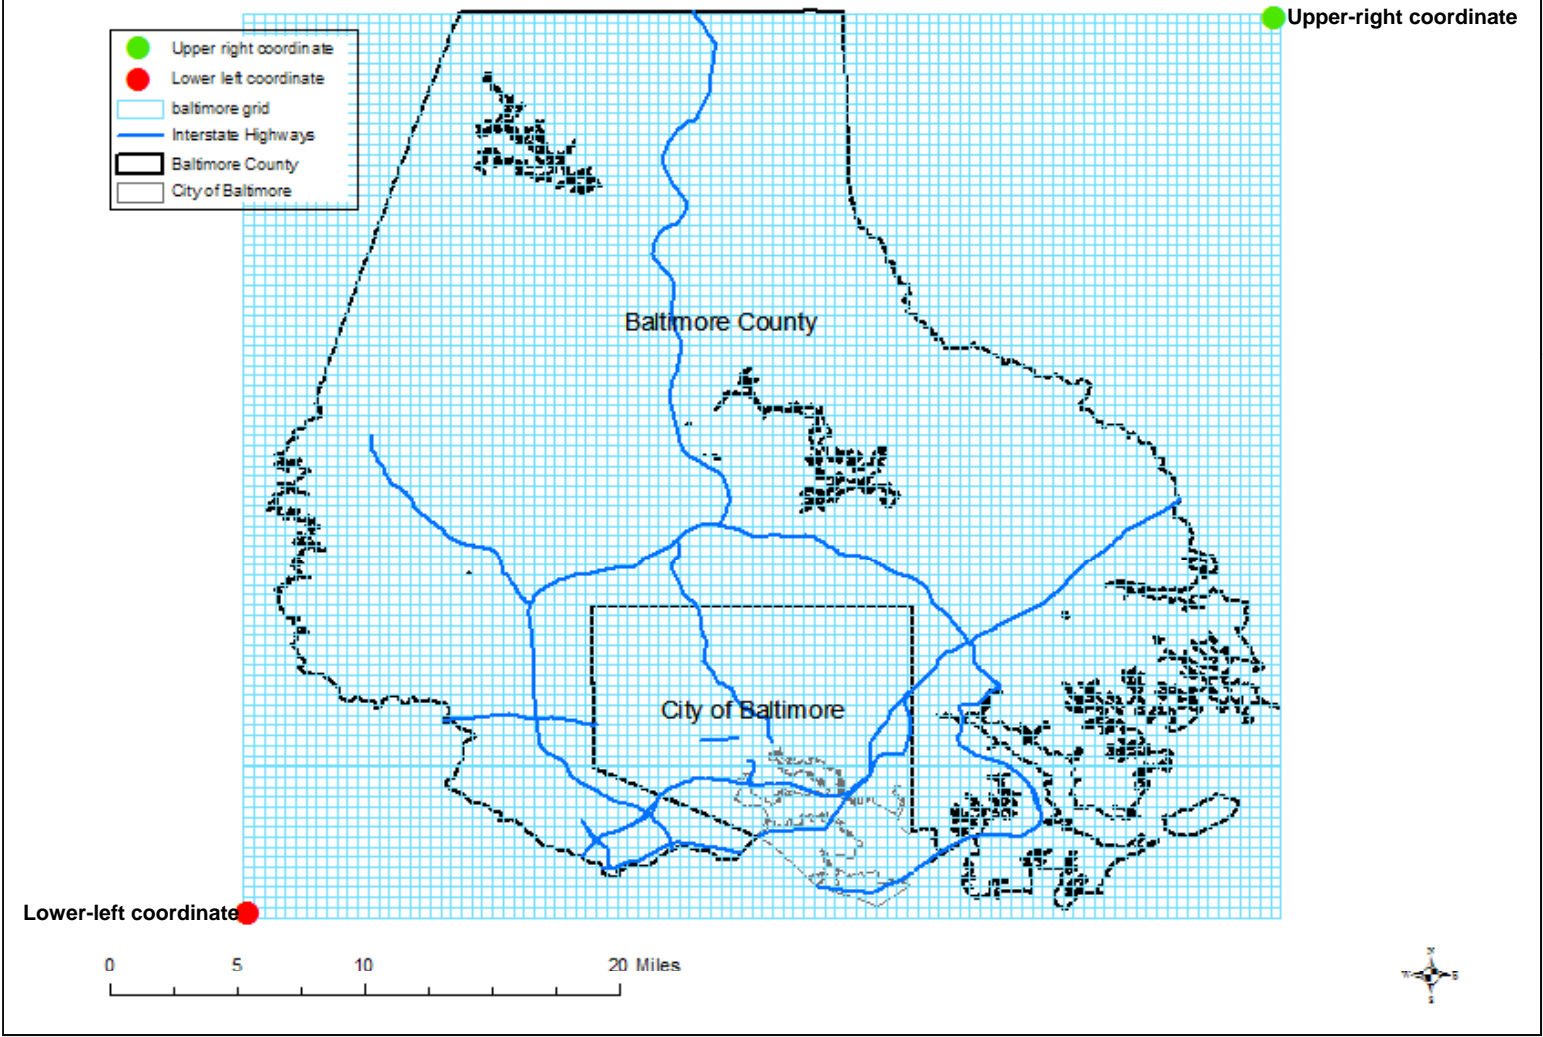 Upper-right coordinate
Upper right coordinate
Lower left coordinate
baltimore grid
Interstate Highways
Baltimore County
City of Baltimore
Baltimore County
City of Baltimore
Lower-left coordinate
0 5 10 20 Miles
N
W E
S